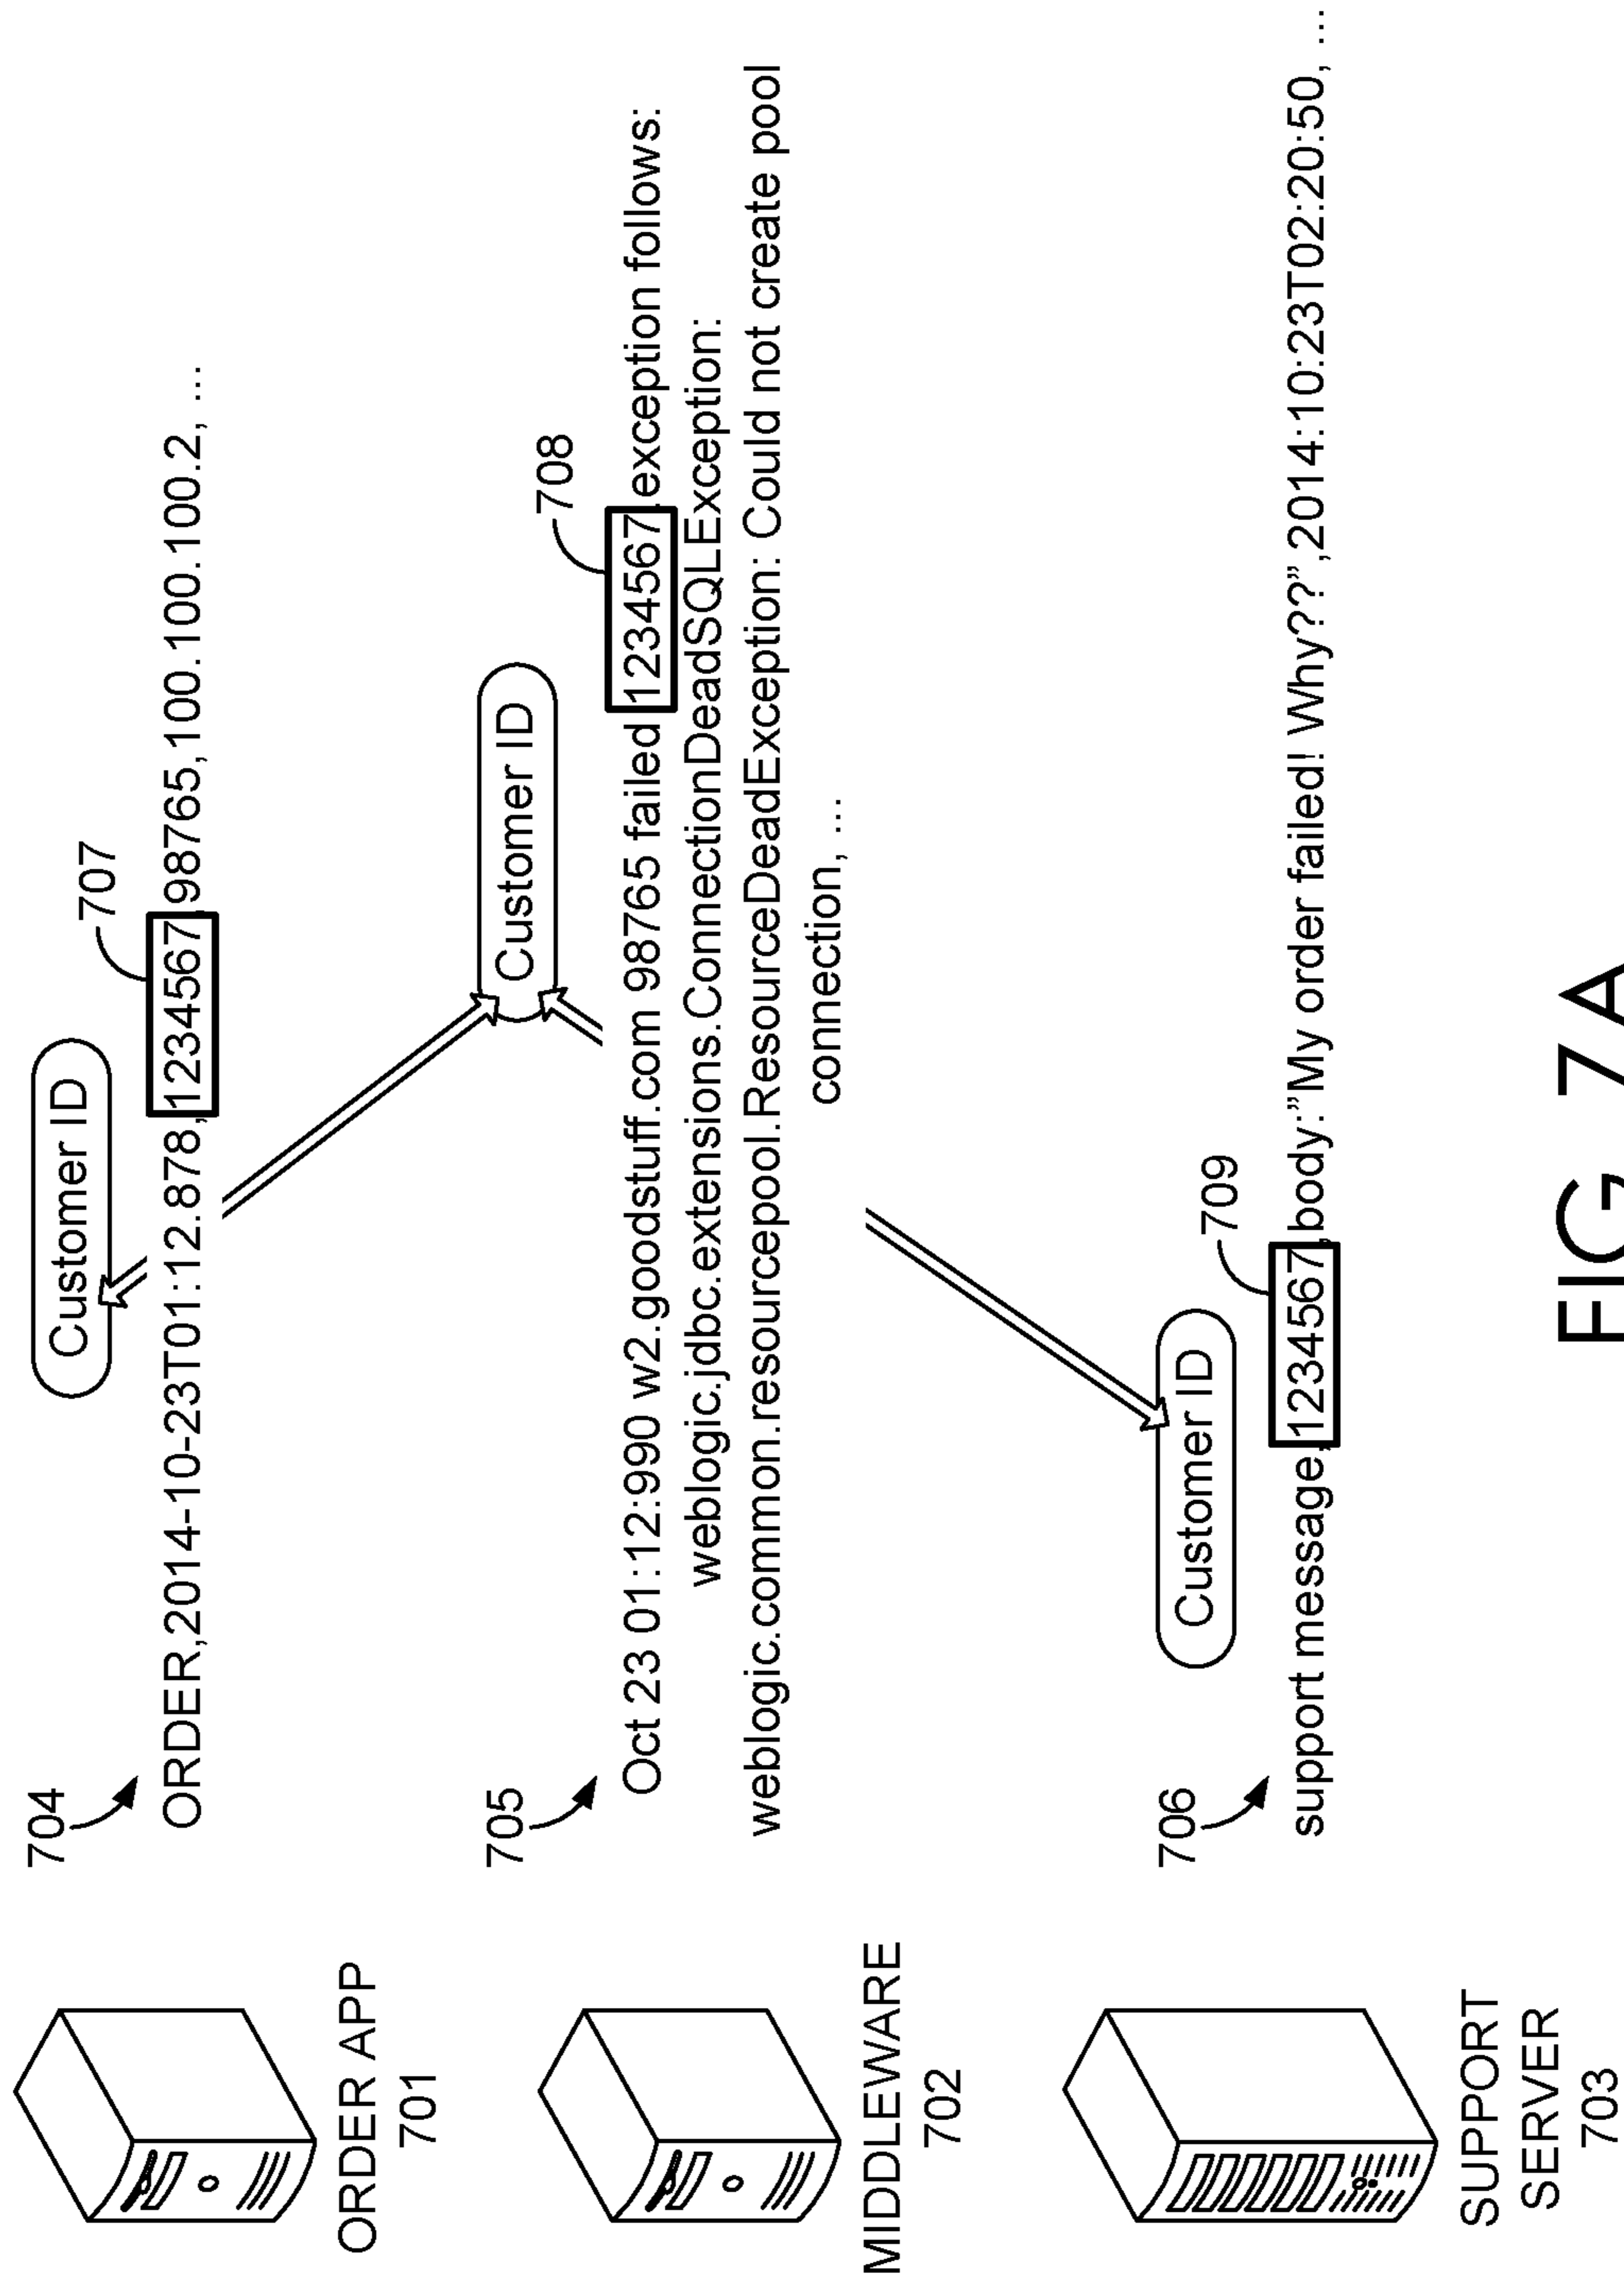 704
Customer ID
707
ORDER,2014-10-23T01:12.878,1234567,98765,100.100.100.2, ...
ORDER APP
701
705
Customer ID
708
Oct 23 01:12:990 w2.goodstuff.com 98765 failed 1234567,exception follows:
weblogic.jdbc.extensions.ConnectionDeadSQLException:
weblogic.common.resourcepool.ResourceDeadException: Could not create pool
connection, ...
MIDDLEWARE
702
706
Customer ID
709
support message,1234567,body:”My order failed! Why??”,2014:10:23T02:20:50, ...
SUPPORT
SERVER
703
FIG. 7A